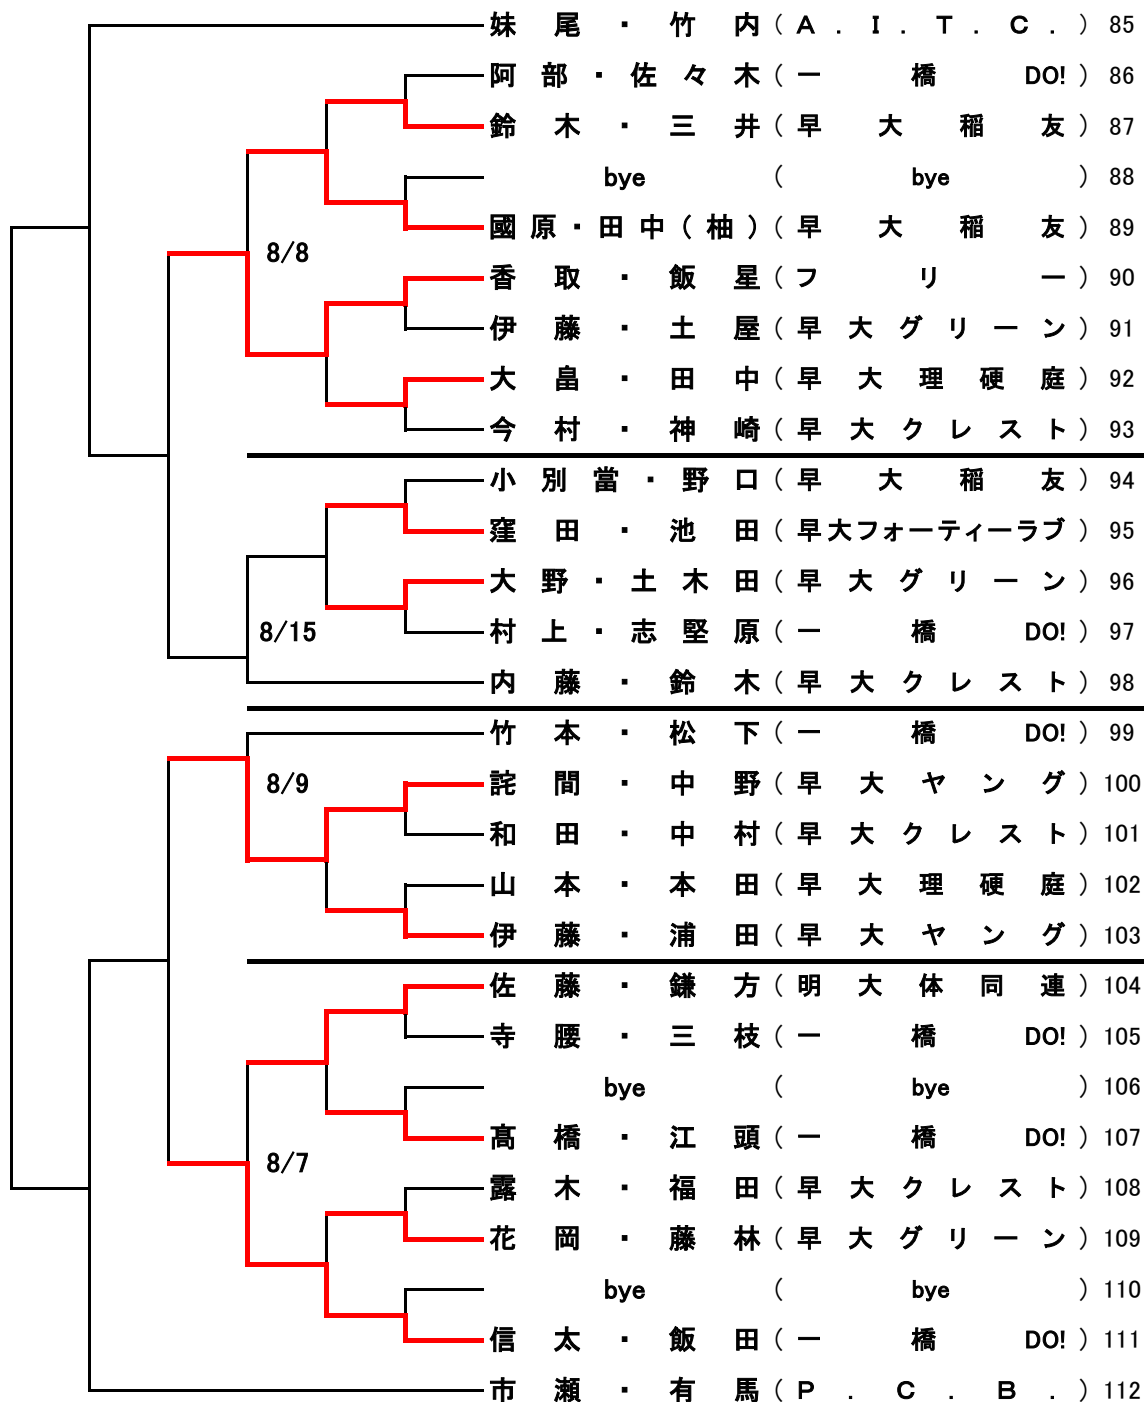 妹尾・竹内(A.I.T.C.) 85
阿部・佐々木(一橋DO!) 86
鈴木・三井(早大稲友) 87
bye(bye) 88
國原・田中(柚)(早大稲友) 89
8/8
香取・飯星(フリー) 90
伊藤・土屋(早大グリーン) 91
大畠・田中(早大理硬庭) 92
今村・神崎(早大クレスト) 93
小別當・野口(早大稲友) 94
窪田・池田(早大フォーティーラブ) 95
大野・土木田(早大グリーン) 96
8/15
村上・志堅原(一橋DO!) 97
内藤・鈴木(早大クレスト) 98
竹本・松下(一橋DO!) 99
8/9
詫間・中野(早大ヤング) 100
和田・中村(早大クレスト) 101
山本・本田(早大理硬庭) 102
伊藤・浦田(早大ヤング) 103
佐藤・鎌方(明大体同連) 104
寺腰・三枝(一橋DO!) 105
bye(bye) 106
髙橋・江頭(一橋DO!) 107
8/7
露木・福田(早大クレスト) 108
花岡・藤林(早大グリーン) 109
bye(bye) 110
信太・飯田(一橋DO!) 111
市瀬・有馬(P.C.B.) 112